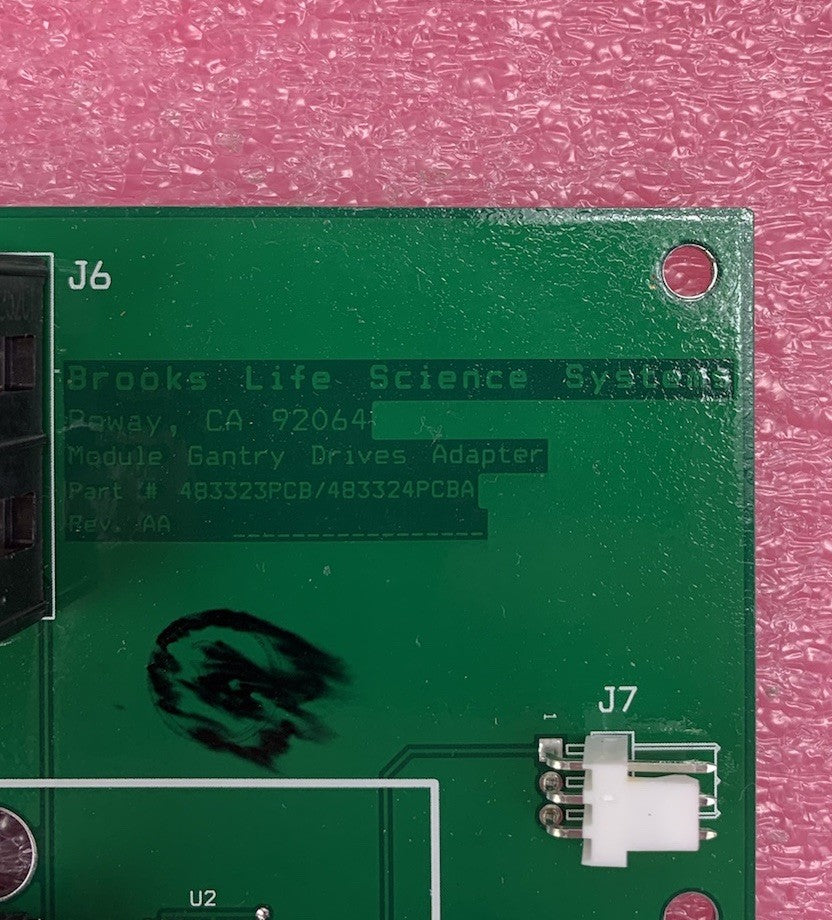 J6
Brooks Life Science Systems
Poway, CA 92064
Module Gantry Drives Adapter
Part # 483323PCB/483324PCBA
Rev. AA
J7
1
U2